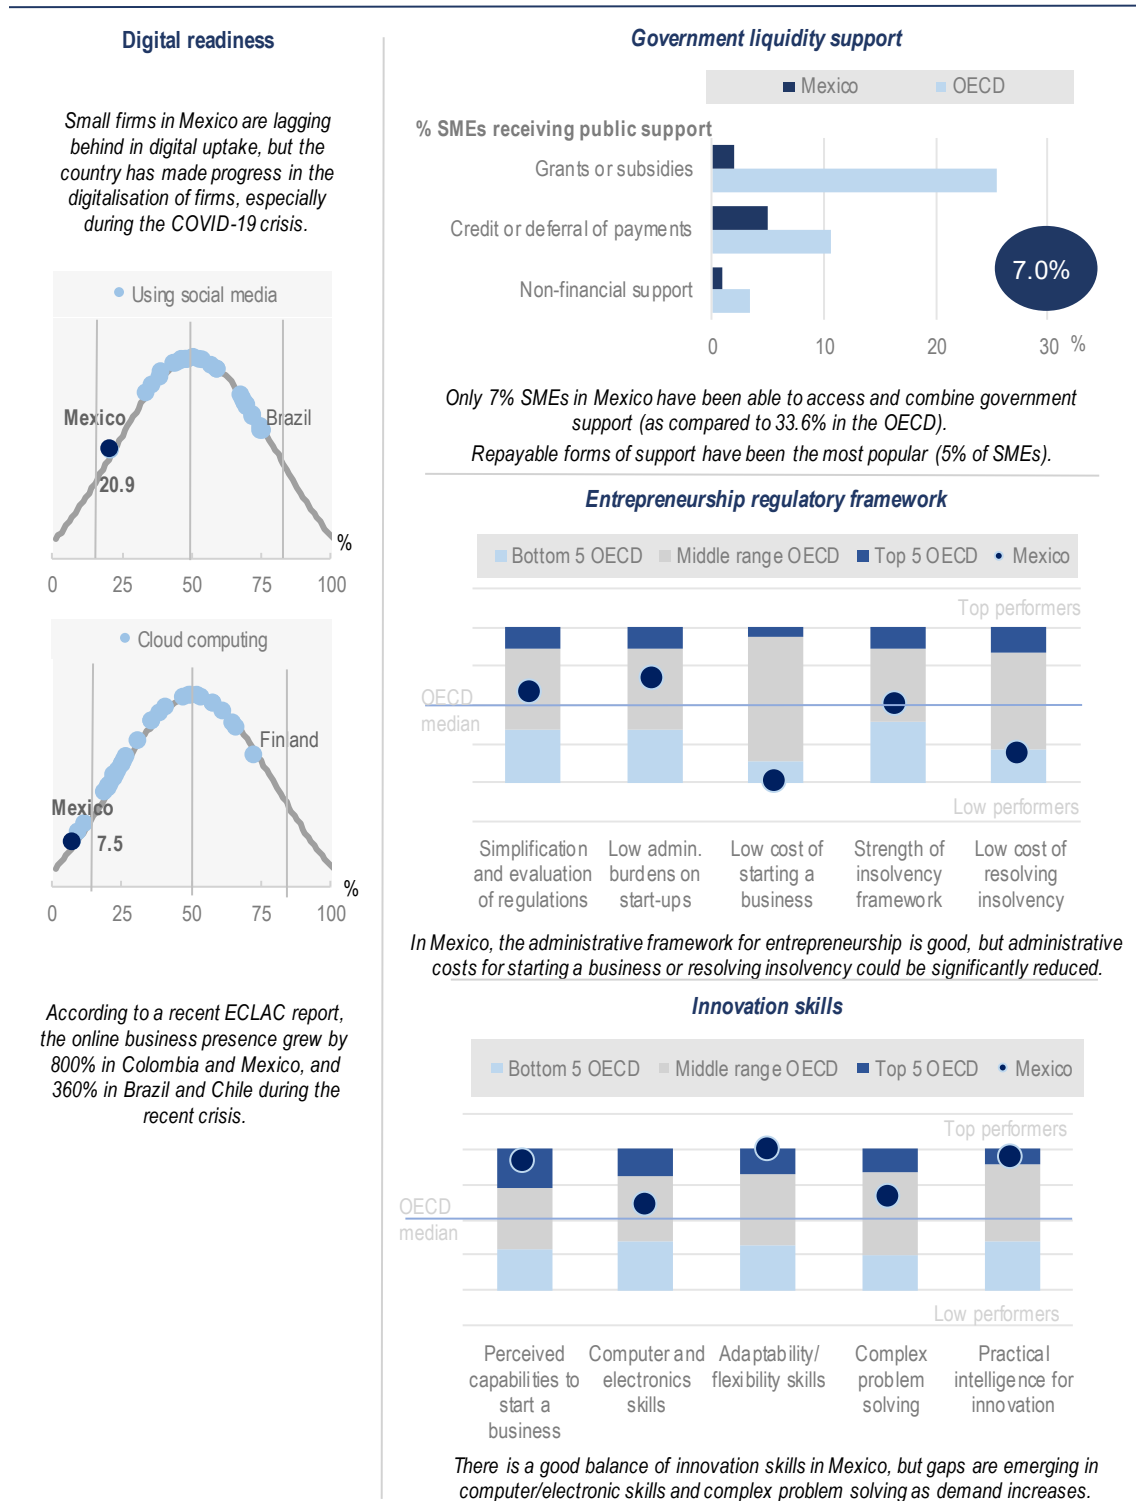 Digital readiness
Small firms in Mexico are lagging
behind in digital uptake, but the
country has made progress in the
digitalisation of firms, especially
during the COVID-19 crisis.
Using social media
Mexico
Brazil
20.9
%
0 25 50 75 100
Cloud computing
Finland
Mexico
7.5
%
0 25 50 75 100
According to a recent ECLAC report,
the online business presence grew by
800% in Colombia and Mexico, and
360% in Brazil and Chile during the
recent crisis.
Government liquidity support
Mexico OECD
% SMEs receiving public support
Grants or subsidies
Credit or deferral of payments
Non-financial support
7.0%
0 10 20 30 %
Only 7% SMEs in Mexico have been able to access and combine government
support (as compared to 33.6% in the OECD).
Repayable forms of support have been the most popular (5% of SMEs).
Entrepreneurship regulatory framework
Bottom 5 OECD Middle range OECD Top 5 OECD Mexico
Top performers
OECD
median
Low performers
Simplification
and evaluation
of regulations
Low admin.
burdens on
start-ups
Low cost of
starting a
business
Strength of
insolvency
framework
Low cost of
resolving
insolvency
In Mexico, the administrative framework for entrepreneurship is good, but administrative
costs for starting a business or resolving insolvency could be significantly reduced.
Innovation skills
Bottom 5 OECD Middle range OECD Top 5 OECD Mexico
Top performers
OECD
median
Low performers
Perceived
capabilities to
start a
business
Computer and
electronics
skills
Adaptability/
flexibility skills
Complex
problem
solving
Practical
intelligence for
innovation
There is a good balance of innovation skills in Mexico, but gaps are emerging in
computer/electronic skills and complex problem solving as demand increases.